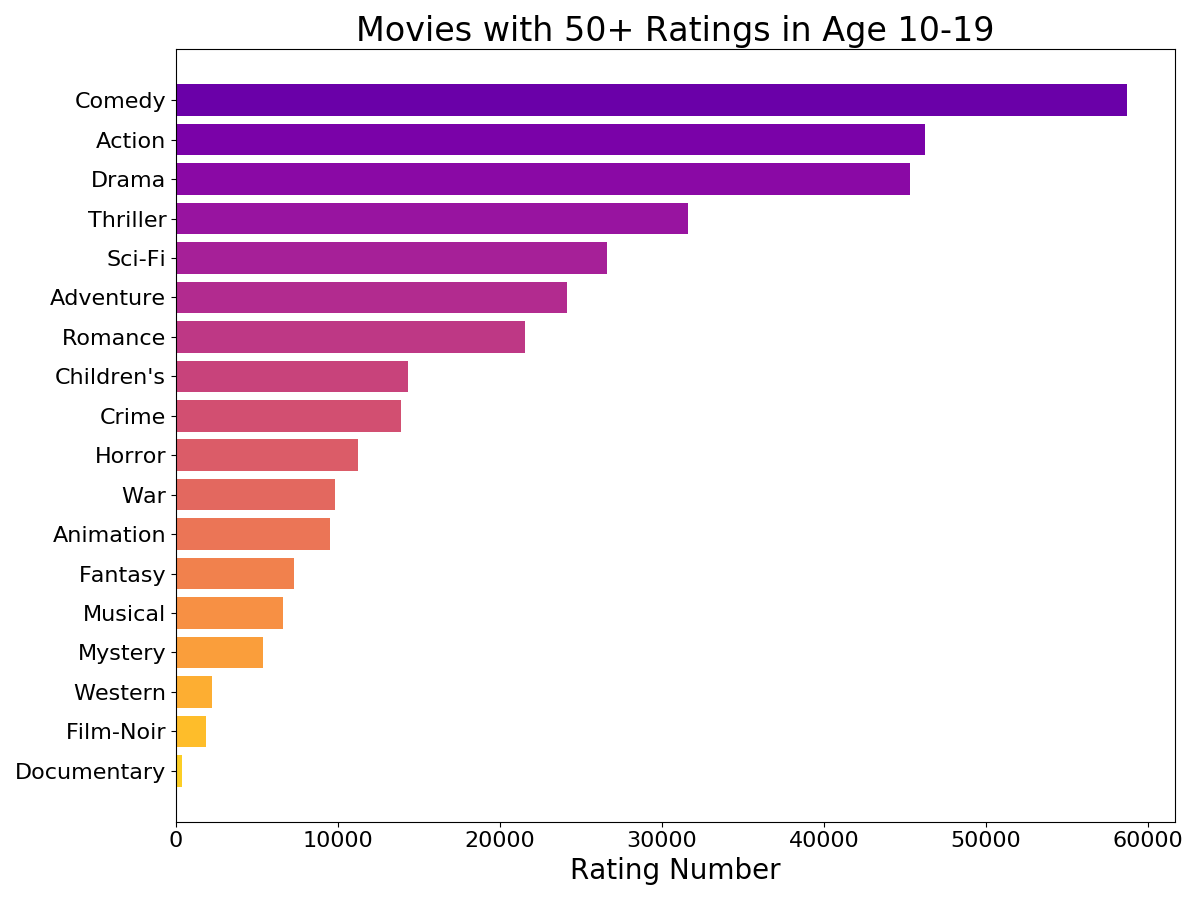 Movies with 50+ Ratings in Age 10-19
Comedy
Action
Drama
Thriller
Sci-Fi
Adventure
Romance
Children's
Crime
Horror
War
Animation
Fantasy
Musical
Mystery
Western
Film-Noir
Documentary
0 10000 20000 30000 40000 50000 60000
Rating Number